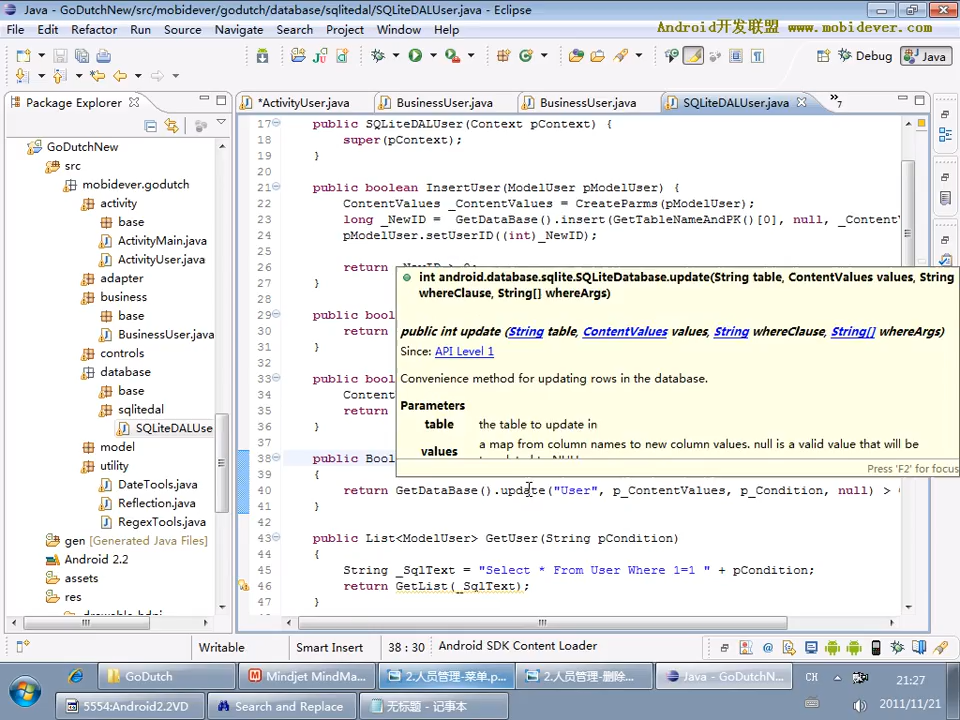 Java - GoDutchNew/src/mobidever/godutch/database/sqlitedal/SQLiteDALUser.java - Eclipse
File Edit Refactor Run Source Navigate Search Project Window Help
Android开发联盟 www.mobidever.com
Debug Java
Package Explorer
*ActivityUser.java BusinessUser.java BusinessUser.java SQLiteDALUser.java »7
GoDutchNew
src
mobidever.godutch
activity
base
ActivityMain.java
ActivityUser.java
adapter
business
base
BusinessUser.java
controls
database
base
sqlitedal
SQLiteDALUse
model
utility
DateTools.java
Reflection.java
RegexTools.java
gen [Generated Java Files]
Android 2.2
assets
res
17 public SQLiteDALUser(Context pContext) {
18 super(pContext);
19 }
20
21 public boolean InsertUser(ModelUser pModelUser) {
22 ContentValues _ContentValues = CreateParms(pModelUser);
23 long _NewID = GetDataBase().insert(GetTableNameAndPK()[0], null, _ContentV
24 pModelUser.setUserID((int)_NewID);
25
26 return _NewID > 0;
27 }
28
29 public bool
30 return
31 }
32
33 public bool
34 Content
35 return
36 }
37
38 public Bool
39 {
40 return GetDataBase().update("User", p_ContentValues, p_Condition, null) >
41 }
42
43 public List<ModelUser> GetUser(String pCondition)
44 {
45 String _SqlText = "Select * From User Where 1=1 " + pCondition;
46 return GetList(_SqlText);
47 }
int android.database.sqlite.SQLiteDatabase.update(String table, ContentValues values, String
whereClause, String[] whereArgs)
public int update (String table, ContentValues values, String whereClause, String[] whereArgs)
Since: API Level 1
Convenience method for updating rows in the database.
Parameters
table the table to update in
values a map from column names to new column values. null is a valid value that will be
Press 'F2' for focus
Writable Smart Insert 38 : 30 Android SDK Content Loader
GoDutch Mindjet MindMa... 2.人员管理-菜单.p... 2.人员管理-删除... Java - GoDutchN... CH 21:27
5554:Android2.2VD Search and Replace 无标题 - 记事本 2011/11/21